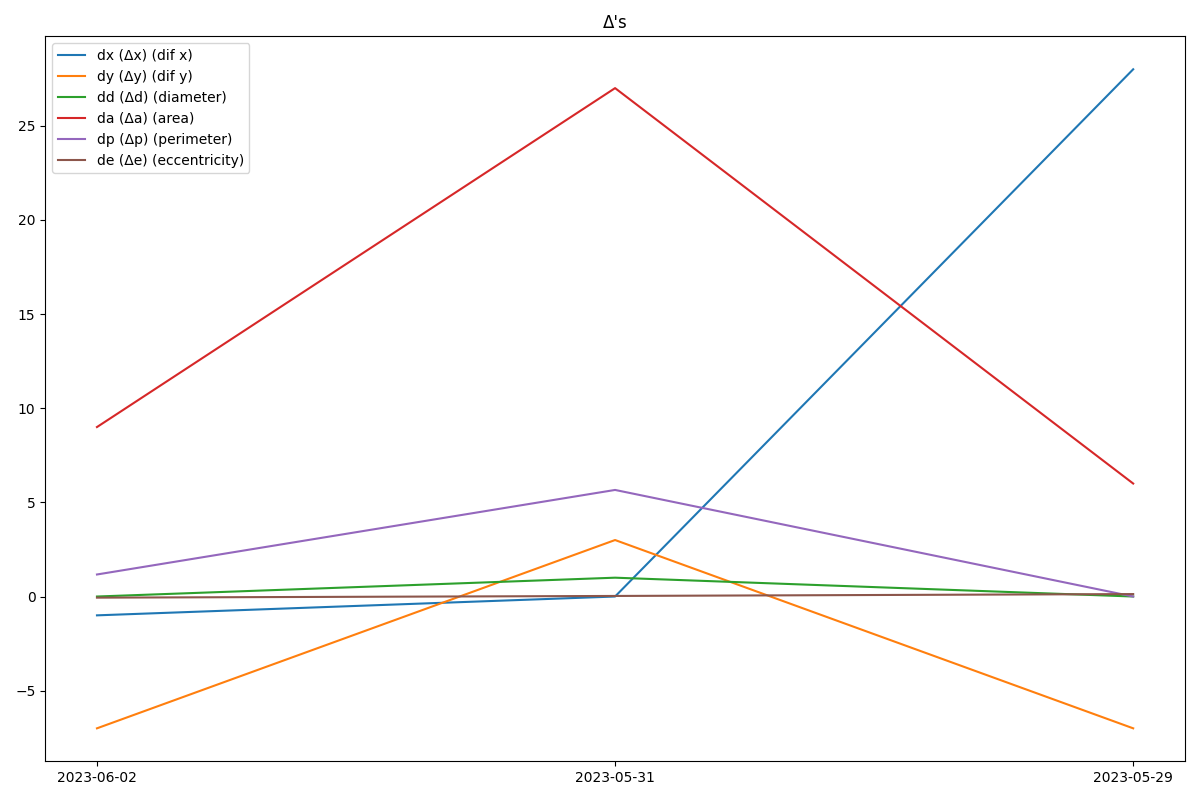 Δ's
dx (Δx) (dif x)
dy (Δy) (dif y)
dd (Δd) (diameter)
da (Δa) (area)
dp (Δp) (perimeter)
de (Δe) (eccentricity)
25
20
15
10
5
0
−5
2023-06-02 2023-05-31 2023-05-29